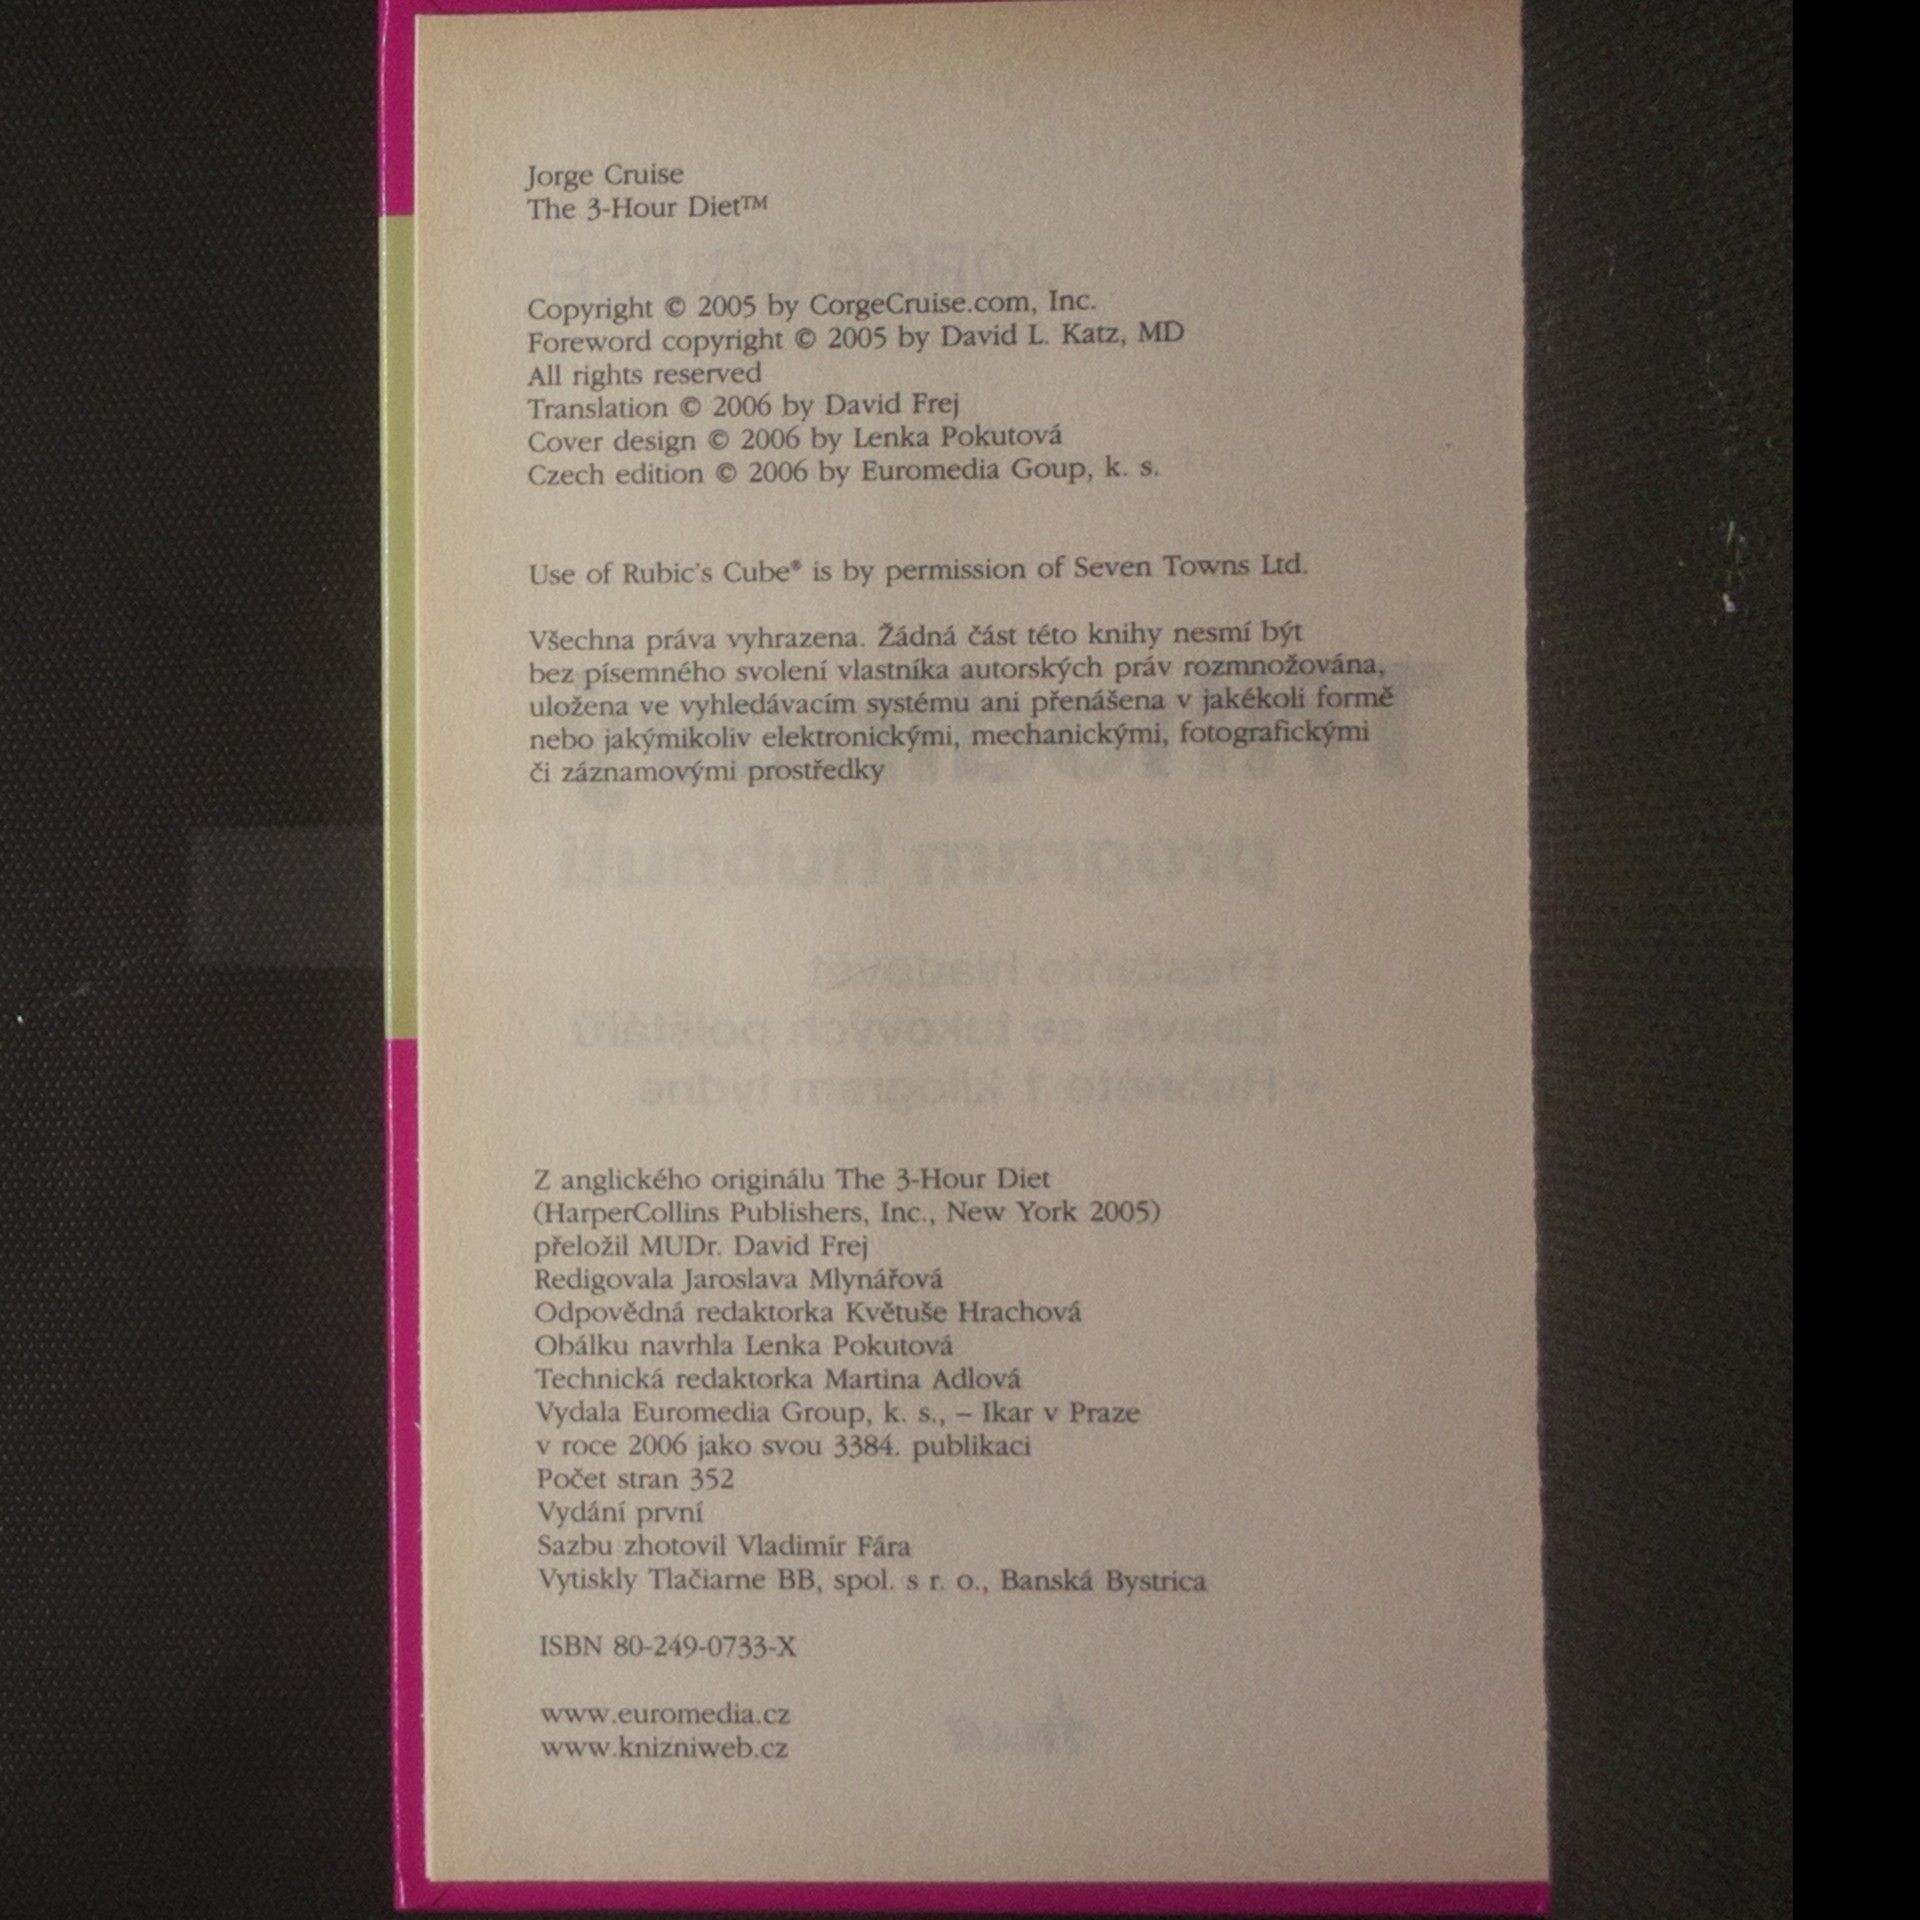 Jorge Cruise
The 3-Hour Diet™
Copyright © 2005 by CorgeCruise.com, Inc.
Foreword copyright © 2005 by David L. Katz, MD
All rights reserved
Translation © 2006 by David Frej
Cover design © 2006 by Lenka Pokutová
Czech edition © 2006 by Euromedia Goup, k. s.
Use of Rubic's Cube® is by permission of Seven Towns Ltd.
Všechna práva vyhrazena. Žádná část této knihy nesmí být
bez písemného svolení vlastníka autorských práv rozmnožována,
uložena ve vyhledávacím systému ani přenášena v jakékoli formě
nebo jakýmikoliv elektronickými, mechanickými, fotografickými
či záznamovými prostředky
Z anglického originálu The 3-Hour Diet
(HarperCollins Publishers, Inc., New York 2005)
přeložil MUDr. David Frej
Redigovala Jaroslava Mlynářová
Odpovědná redaktorka Květuše Hrachová
Obálku navrhla Lenka Pokutová
Technická redaktorka Martina Adlová
Vydala Euromedia Group, k. s., – Ikar v Praze
v roce 2006 jako svou 3384. publikaci
Počet stran 352
Vydání první
Sazbu zhotovil Vladimír Fára
Vytiskly Tlačiarne BB, spol. s r. o., Banská Bystrica
ISBN 80-249-0733-X
www.euromedia.cz
www.knizniweb.cz